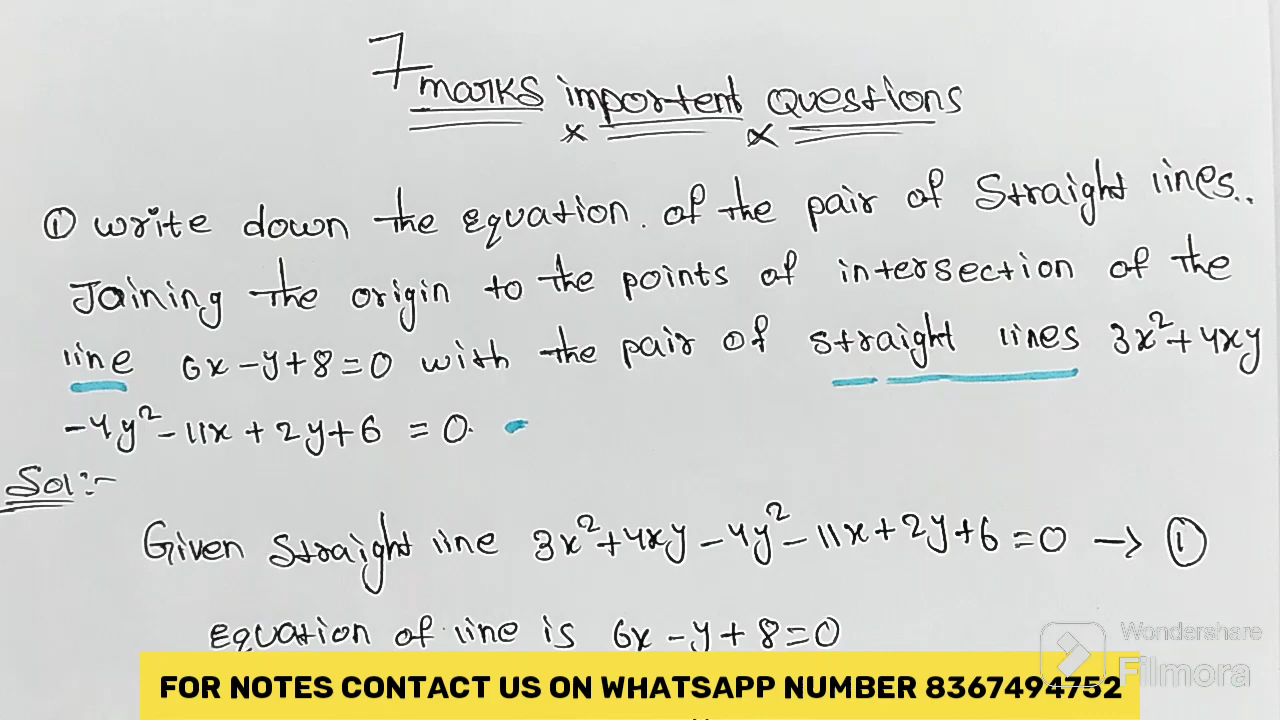 7 marks importent questions
x x
① write down the equation. of the pair of Straight lines..
Joining the origin to the points of intersection of the
line 6x-y+8=0 with the pair of straight lines 3x²+4xy
-4y²-11x+2y+6 =0.
Sol:-
Given Straight line 3x²+4xy-4y²-11x+2y+6=0 → ①
equation of line is 6x-y+8=0
Wondershare
Filmora
FOR NOTES CONTACT US ON WHATSAPP NUMBER 8367494752